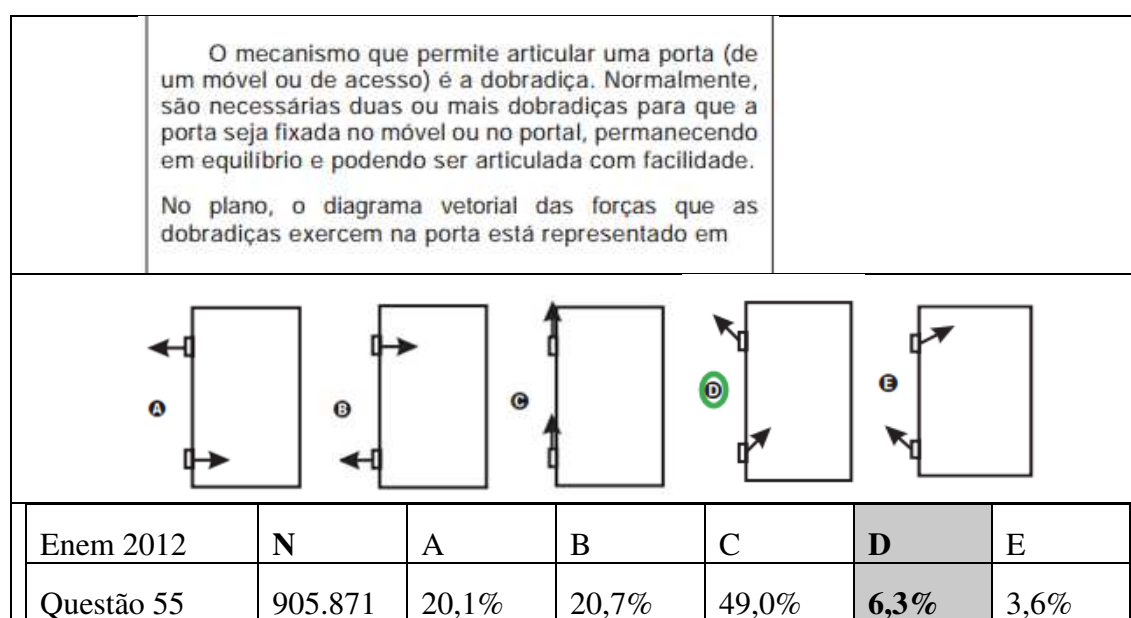 O mecanismo que permite articular uma porta (de
um móvel ou de acesso) é a dobradiça. Normalmente,
são necessárias duas ou mais dobradiças para que a
porta seja fixada no móvel ou no portal, permanecendo
em equilíbrio e podendo ser articulada com facilidade.
No plano, o diagrama vetorial das forças que as
dobradiças exercem na porta está representado em
A B C D E
Enem 2012 N A B C D E
Questão 55 905.871 20,1% 20,7% 49,0% 6,3% 3,6%